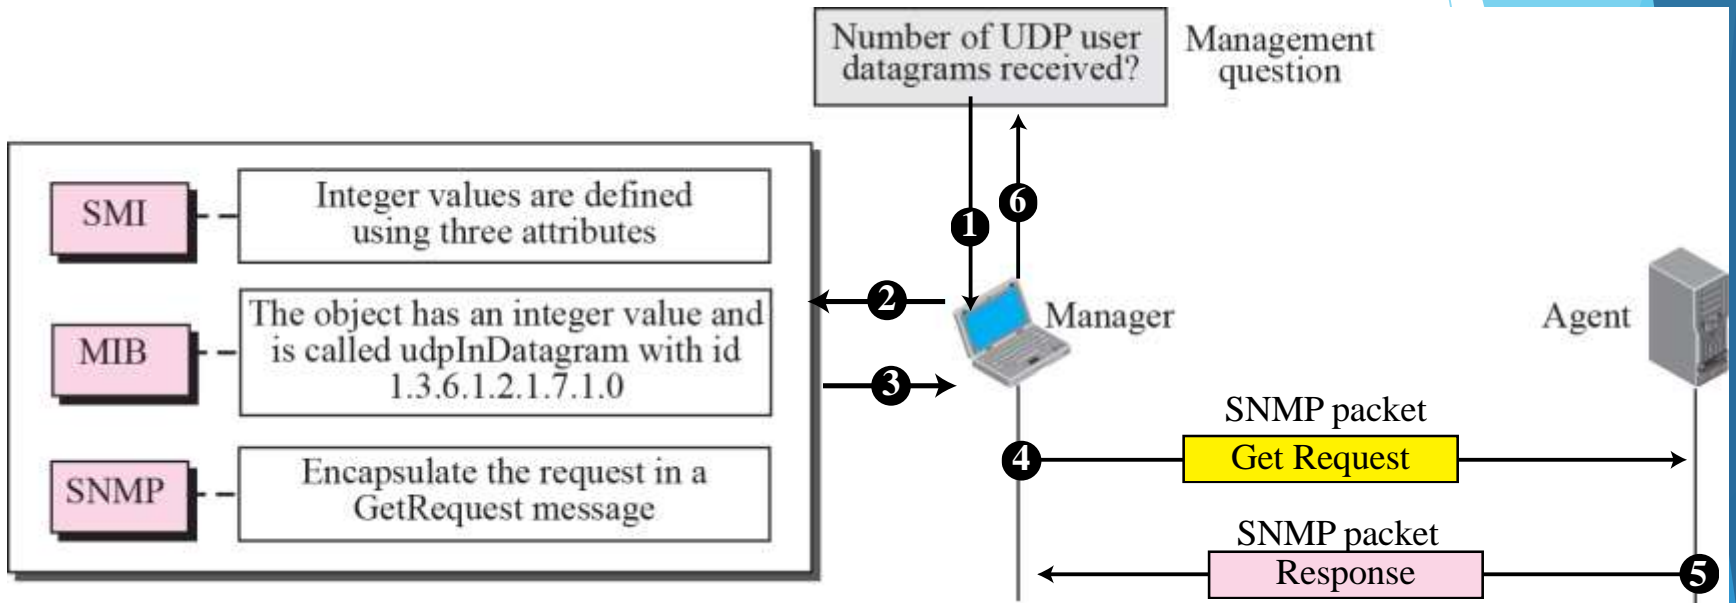 Number of UDP user
datagrams received?
Management
question
SMI
Integer values are defined
using three attributes
MIB
The object has an integer value and
is called udpInDatagram with id
1.3.6.1.2.1.7.1.0
SNMP
Encapsulate the request in a
GetRequest message
1
6
2
3
Manager
Agent
SNMP packet
4
Get Request
SNMP packet
Response
5